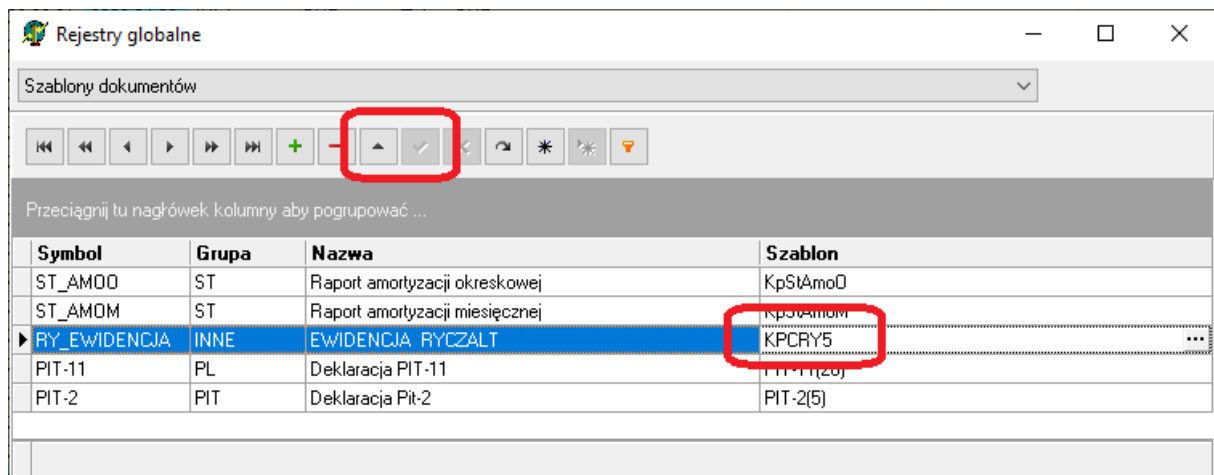 Rejestry globalne
Szablony dokumentów
Przeciągnij tu nagłówek kolumny aby pogrupować ...
Symbol Grupa Nazwa Szablon
ST_AMOO ST Raport amortyzacji okreskowej KpStAmoO
ST_AMOM ST Raport amortyzacji miesięcznej KpStAmoM
RY_EWIDENCJA INNE EWIDENCJA RYCZALT KPCRY5 ...
PIT-11 PL Deklaracja PIT-11
PIT-2 PIT Deklaracja Pit-2 PIT-2(5)